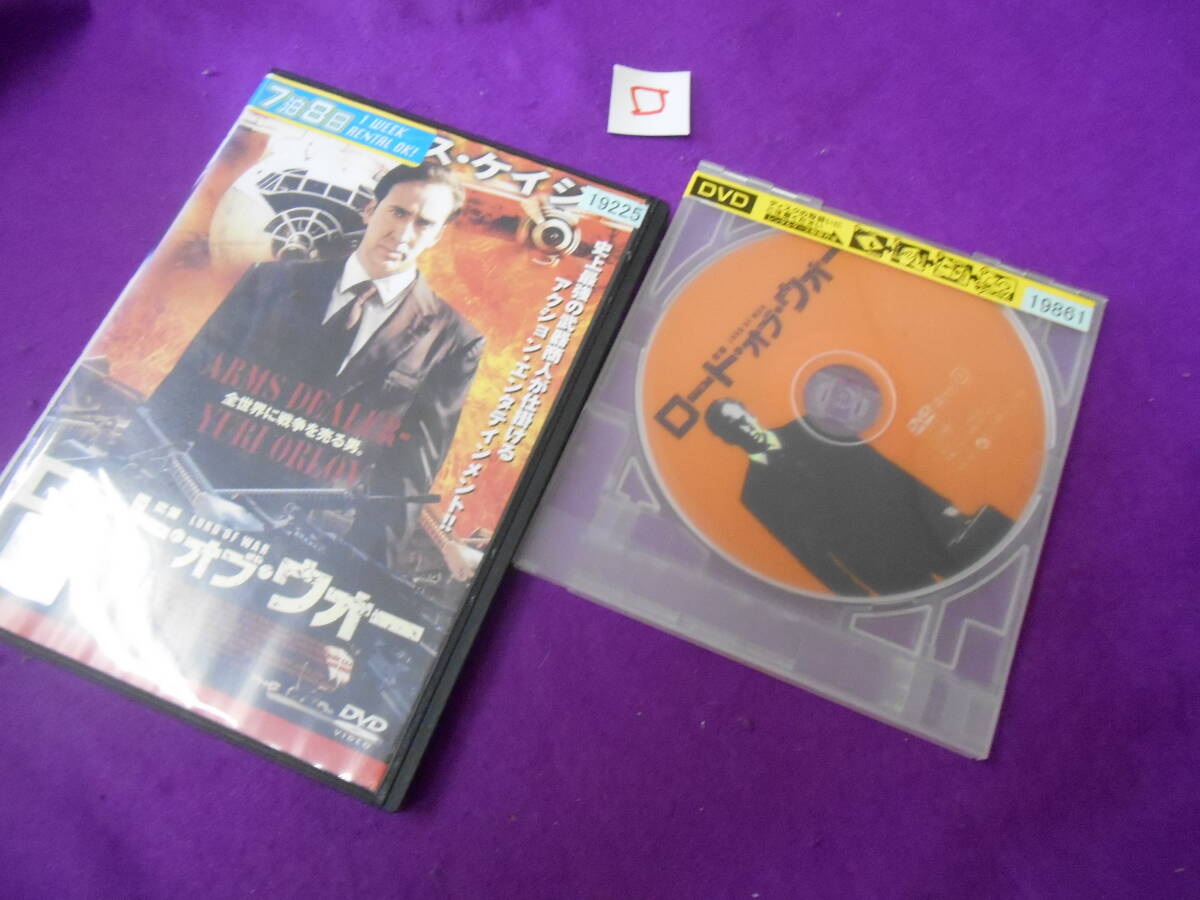 ロ
7泊8日
1 WEEK
RENTAL OK!
ス・ケイジ
19225
史上最強の武器商人が仕掛ける
アクション・エンタテインメント!!
ARMS DEALER,
全世界に戦争を売る男。
YURI ORLOV
LORD OF WAR
ロード・オブ・ウォー
DVD
VIDEO
DVD
19861
ロード・オブ・ウォー
DVD